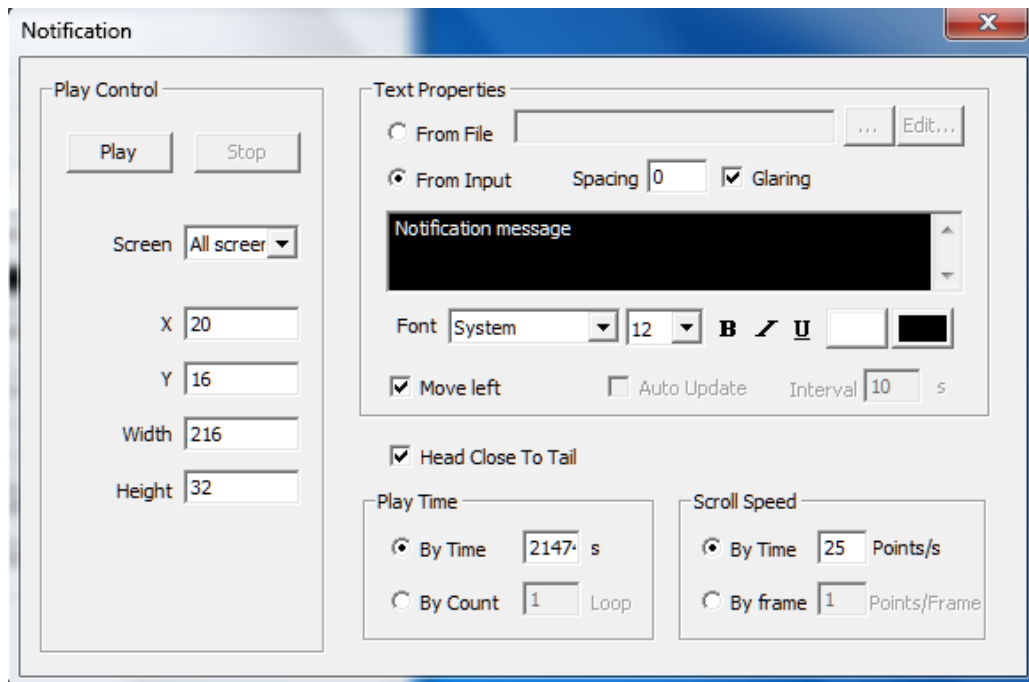 Notification
Play Control
Play Stop
Screen All screer
X 20
Y 16
Width 216
Height 32
Text Properties
From File ... Edit...
From Input Spacing 0 Glaring
Notification message
Font System 12 B I U
Move left Auto Update Interval 10 s
Head Close To Tail
Play Time
By Time 2147 s
By Count 1 Loop
Scroll Speed
By Time 25 Points/s
By frame 1 Points/Frame